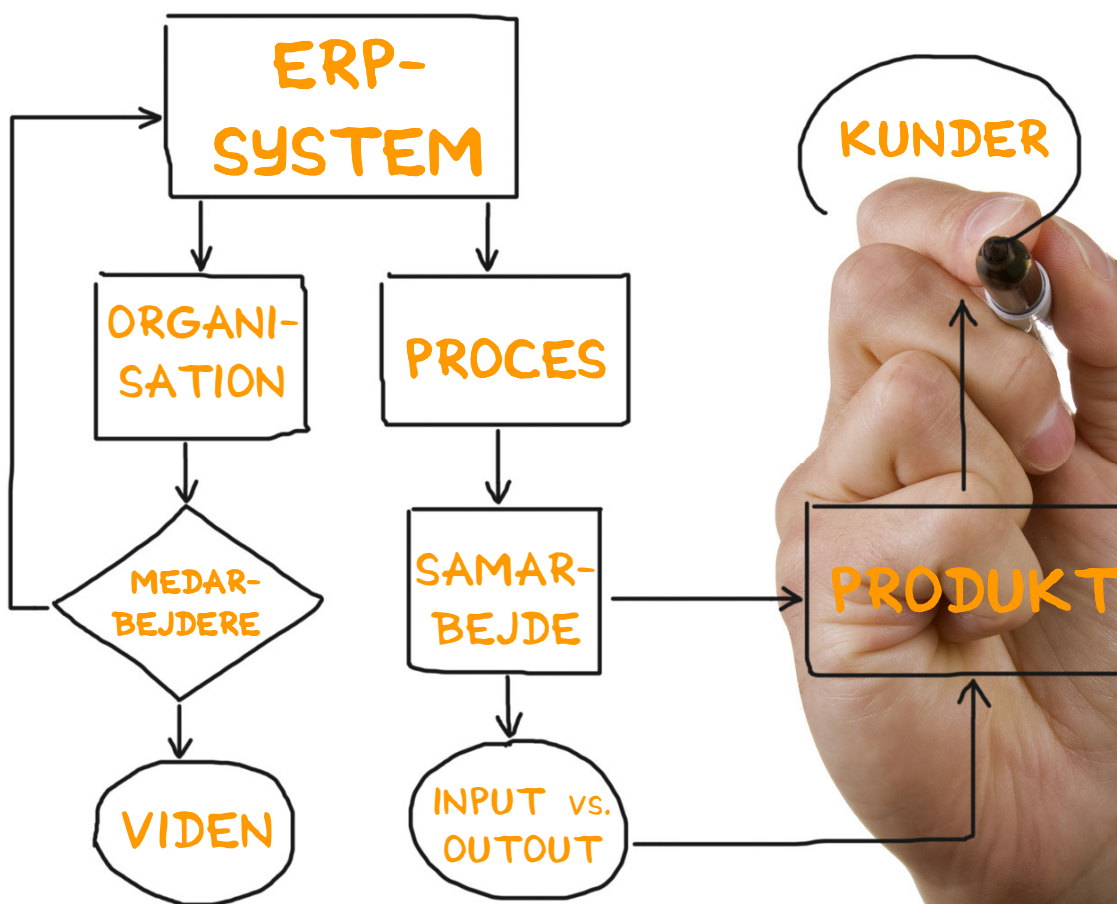 ERP-
SYSTEM
KUNDER
ORGANI-
SATION
PROCES
MEDAR-
BEJDERE
SAMAR-
BEJDE
PRODUKT
VIDEN
INPUT vs.
OUTOUT